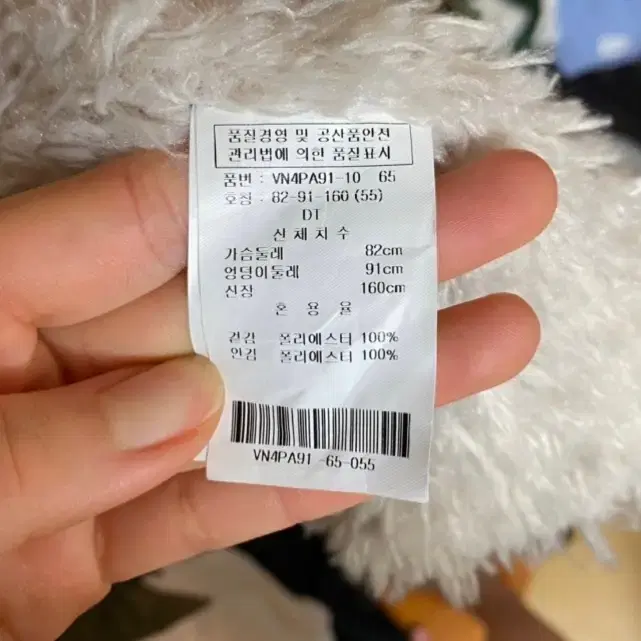 품질경영 및 공산품안전
관리법에 의한 품질표시
품번 : VN4PA91-10 65
호칭 : 82-91-160 (55)
DT
신 체 치 수
가슴둘레 82cm
엉덩이둘레 91cm
신장 160cm
혼 용 율
겉감 폴리에스터 100%
안감 폴리에스터 100%
VN4PA91 -65-055